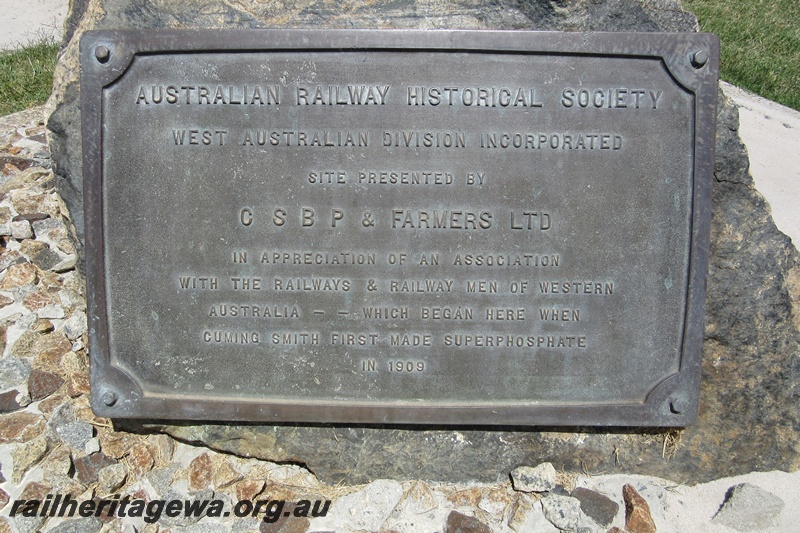 AUSTRALIAN RAILWAY HISTORICAL SOCIETY
WEST AUSTRALIAN DIVISION INCORPORATED
SITE PRESENTED BY
C S B P & FARMERS LTD
IN APPRECIATION OF AN ASSOCIATION
WITH THE RAILWAYS & RAILWAY MEN OF WESTERN
AUSTRALIA – – WHICH BEGAN HERE WHEN
CUMING SMITH FIRST MADE SUPERPHOSPHATE
IN 1909
www.railheritagewa.org.au